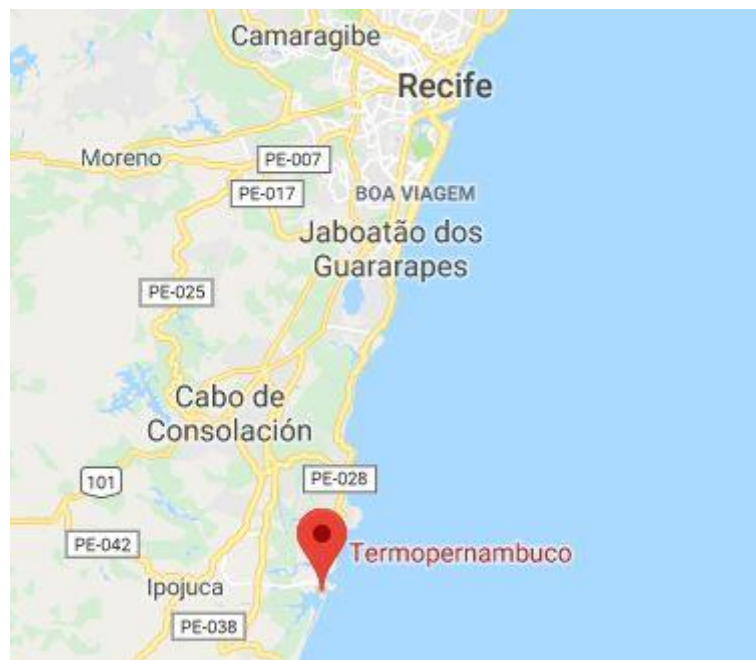 Camaragibe
Recife
Moreno
PE-007
PE-017
BOA VIAGEM
Jaboatão dos
Guararapes
PE-025
Cabo de
Consolación
101
PE-028
PE-042
Termopernambuco
Ipojuca
PE-038